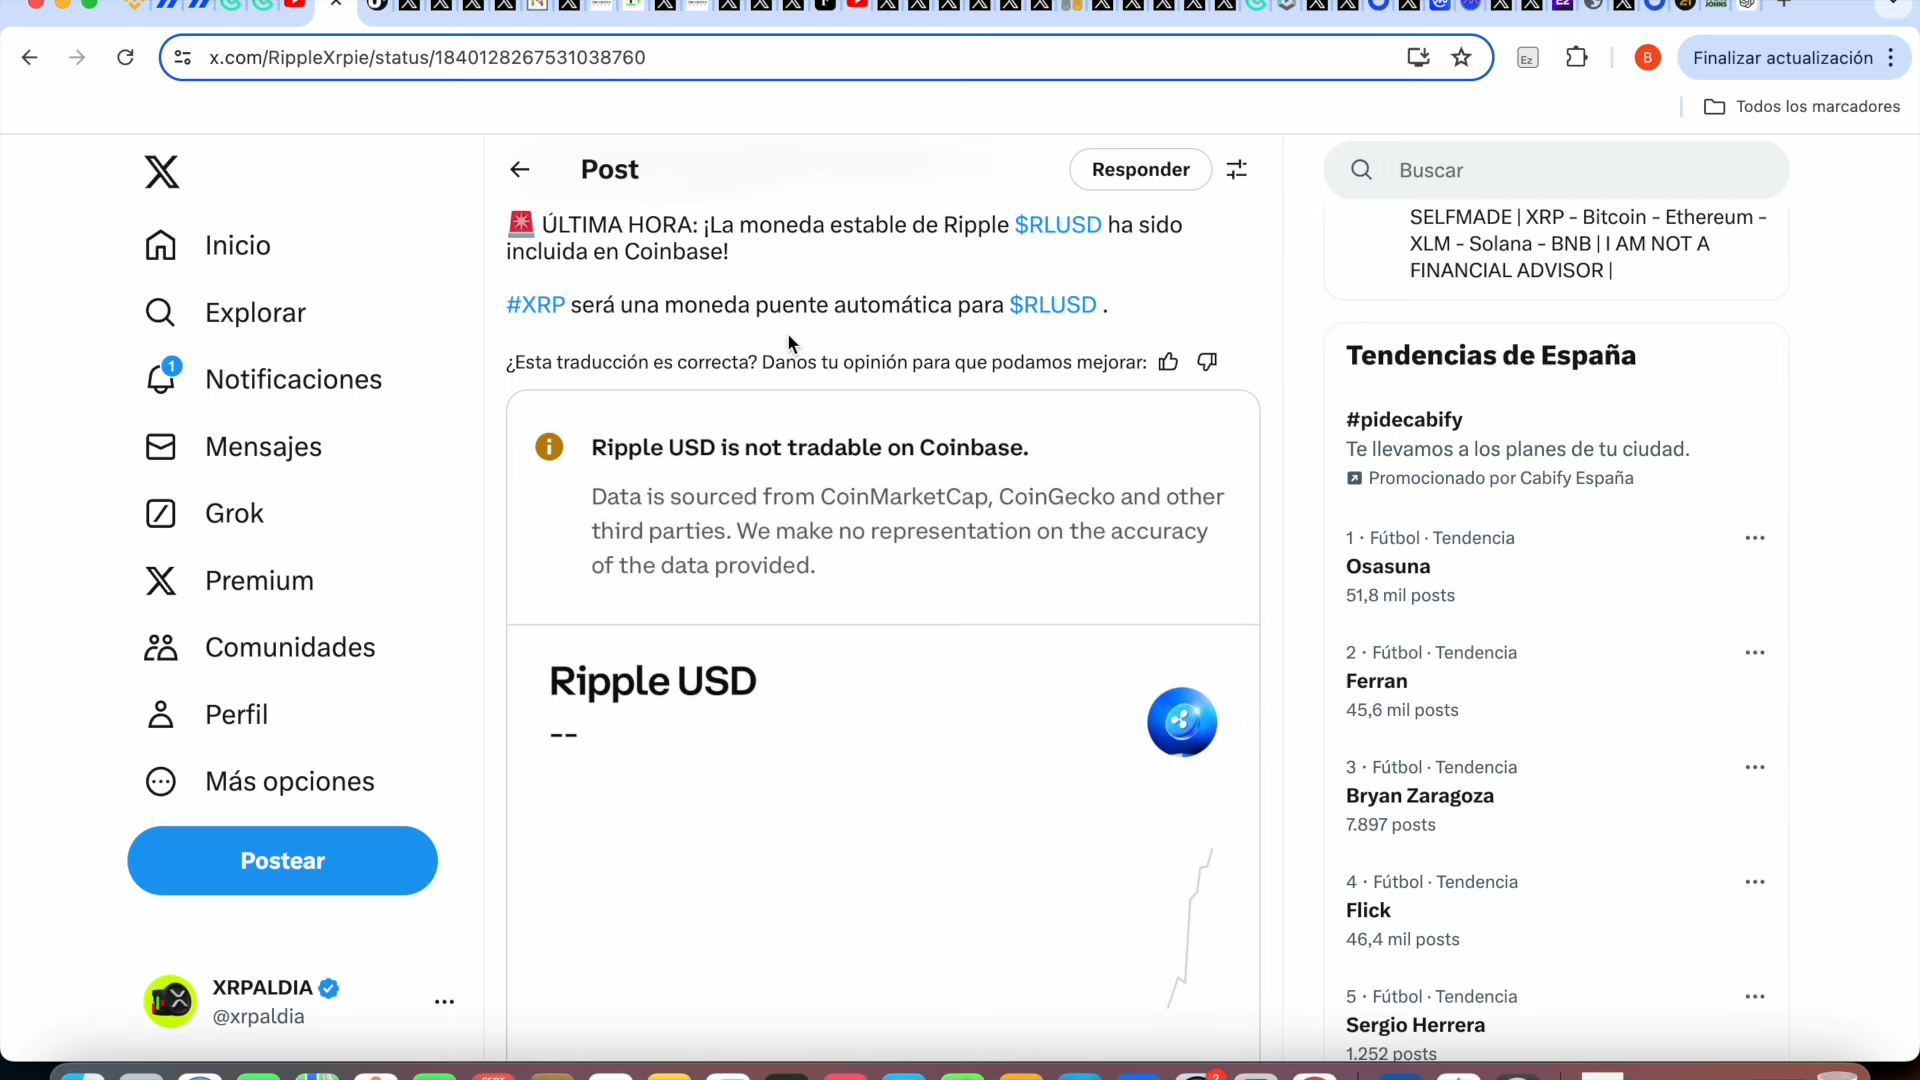 x.com/RippleXrpie/status/1840128267531038760
Ez
B
Finalizar actualización
Todos los marcadores
Inicio
Explorar
1
Notificaciones
Mensajes
Grok
Premium
Comunidades
Perfil
Más opciones
Postear
XRPALDIA
@xrpaldia
Post
Responder
🚨 ÚLTIMA HORA: ¡La moneda estable de Ripple $RLUSD ha sido
incluida en Coinbase!
#XRP será una moneda puente automática para $RLUSD .
¿Esta traducción es correcta? Danos tu opinión para que podamos mejorar:
Ripple USD is not tradable on Coinbase.
Data is sourced from CoinMarketCap, CoinGecko and other
third parties. We make no representation on the accuracy
of the data provided.
Ripple USD
--
Buscar
SELFMADE | XRP - Bitcoin - Ethereum -
XLM - Solana - BNB | I AM NOT A
FINANCIAL ADVISOR |
Tendencias de España
#pidecabify
Te llevamos a los planes de tu ciudad.
Promocionado por Cabify España
1 · Fútbol · Tendencia
Osasuna
51,8 mil posts
2 · Fútbol · Tendencia
Ferran
45,6 mil posts
3 · Fútbol · Tendencia
Bryan Zaragoza
7.897 posts
4 · Fútbol · Tendencia
Flick
46,4 mil posts
5 · Fútbol · Tendencia
Sergio Herrera
1.252 posts
2